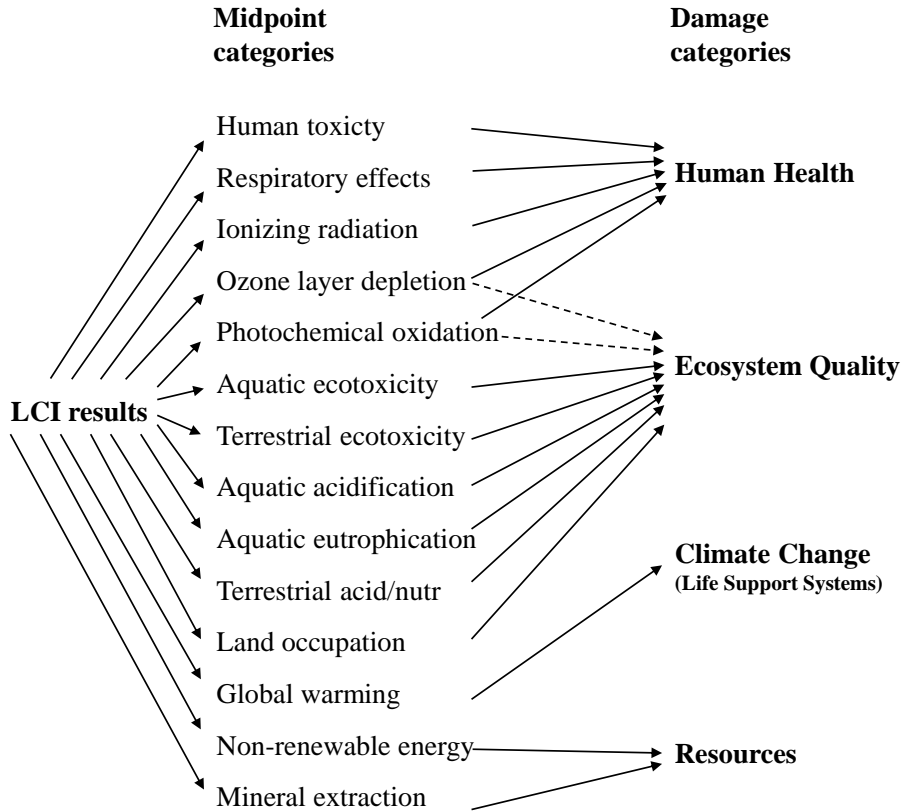 Midpoint
categories
Damage
categories
Human toxicty
Respiratory effects
Ionizing radiation
Ozone layer depletion
Photochemical oxidation
Aquatic ecotoxicity
LCI results
Terrestrial ecotoxicity
Aquatic acidification
Aquatic eutrophication
Terrestrial acid/nutr
Land occupation
Global warming
Non-renewable energy
Mineral extraction
Human Health
Ecosystem Quality
Climate Change
(Life Support Systems)
Resources